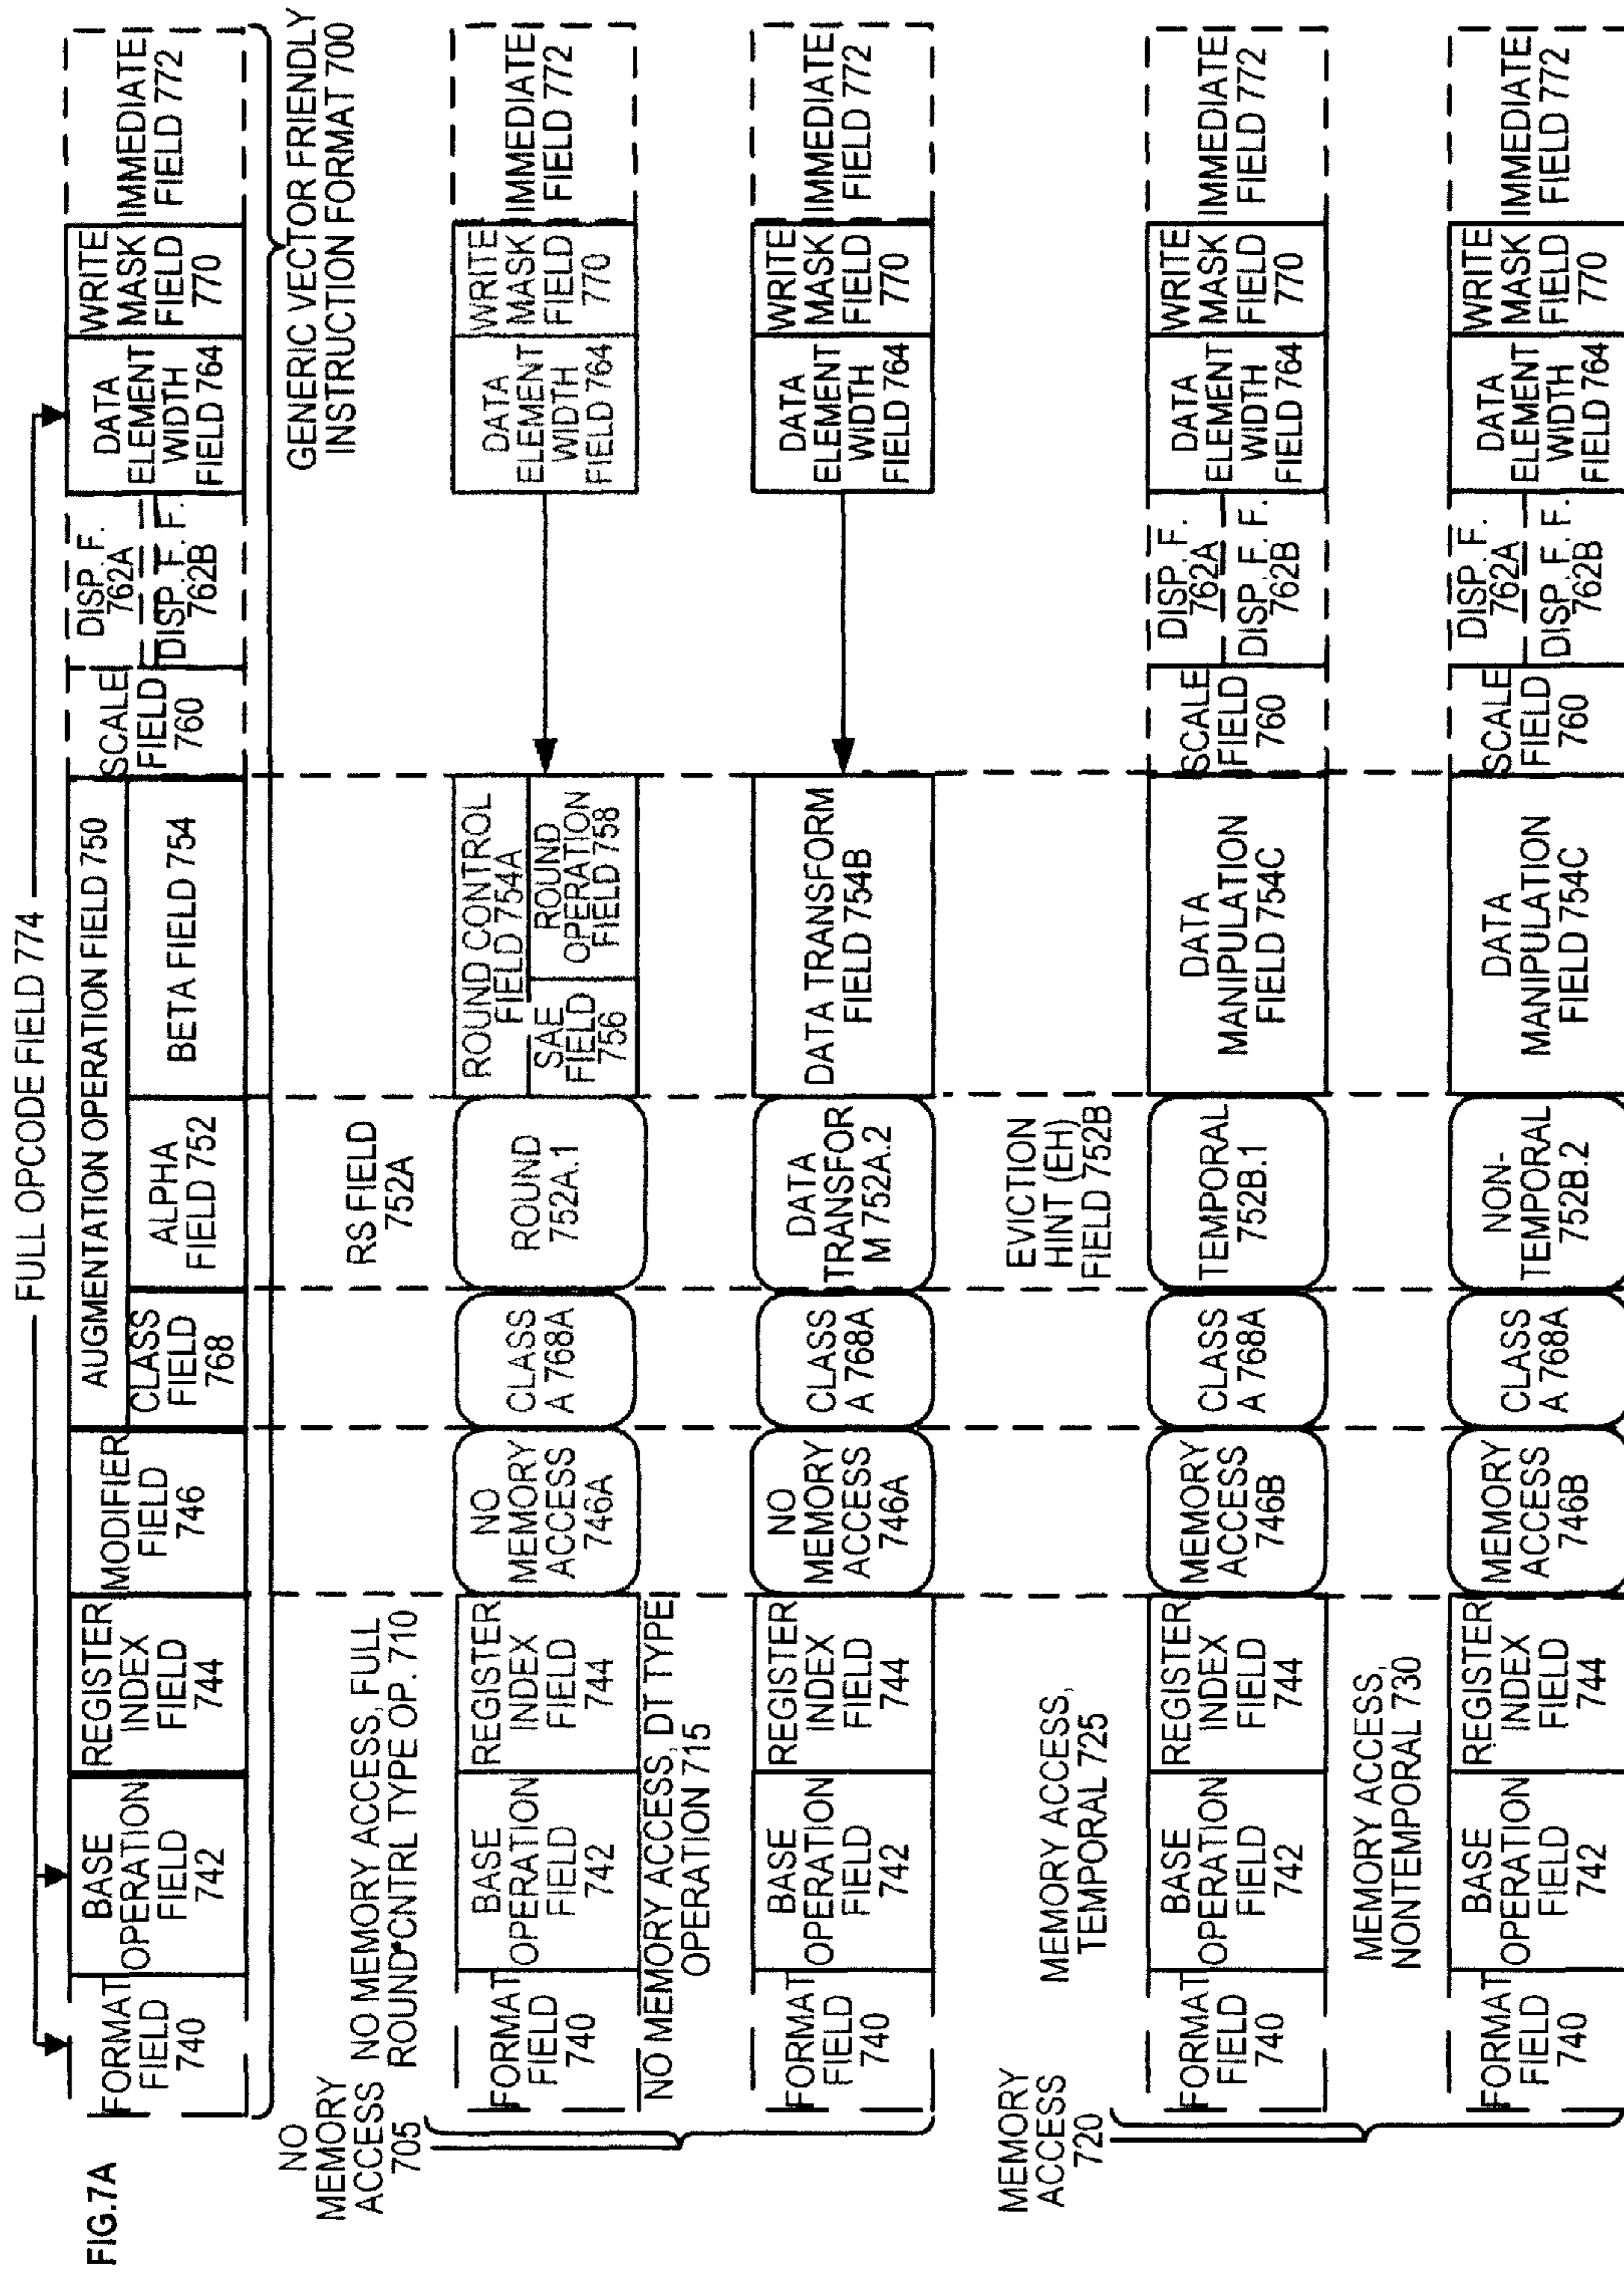 FIG.7A
FULL OPCODE FIELD 774
FORMAT
FIELD
740
BASE
OPERATION
FIELD
742
REGISTER
INDEX
FIELD
744
MODIFIER
FIELD
746
AUGMENTATION OPERATION FIELD 750
CLASS
FIELD
768
ALPHA
FIELD 752
BETA FIELD 754
SCALE
FIELD
760
DISP. F.
762A
DISP. F. F.
762B
DATA
ELEMENT
WIDTH
FIELD 764
WRITE
MASK
FIELD
770
IMMEDIATE
FIELD 772
GENERIC VECTOR FRIENDLY
INSTRUCTION FORMAT 700
NO
MEMORY
ACCESS
705
NO MEMORY ACCESS, FULL
ROUND CNTRL TYPE OP. 710
RS FIELD
752A
FORMAT
FIELD
740
BASE
OPERATION
FIELD
742
REGISTER
INDEX
FIELD
744
NO
MEMORY
ACCESS
746A
CLASS
A 768A
ROUND
752A.1
ROUND CONTROL
FIELD 754A
SAE
FIELD
756
ROUND
OPERATION
FIELD 758
DATA
ELEMENT
WIDTH
FIELD 764
WRITE
MASK
FIELD
770
IMMEDIATE
FIELD 772
NO MEMORY ACCESS, DT TYPE
OPERATION 715
FORMAT
FIELD
740
BASE
OPERATION
FIELD
742
REGISTER
INDEX
FIELD
744
NO
MEMORY
ACCESS
746A
CLASS
A 768A
DATA
TRANSFOR
M 752A.2
DATA TRANSFORM
FIELD 754B
DATA
ELEMENT
WIDTH
FIELD 764
WRITE
MASK
FIELD
770
IMMEDIATE
FIELD 772
MEMORY
ACCESS
720
MEMORY ACCESS,
TEMPORAL 725
EVICTION
HINT (EH)
FIELD 752B
FORMAT
FIELD
740
BASE
OPERATION
FIELD
742
REGISTER
INDEX
FIELD
744
MEMORY
ACCESS
746B
CLASS
A 768A
TEMPORAL
752B.1
DATA
MANIPULATION
FIELD 754C
SCALE
FIELD
760
DISP. F.
762A
DISP. F. F.
762B
DATA
ELEMENT
WIDTH
FIELD 764
WRITE
MASK
FIELD
770
IMMEDIATE
FIELD 772
MEMORY ACCESS,
NONTEMPORAL 730
FORMAT
FIELD
740
BASE
OPERATION
FIELD
742
REGISTER
INDEX
FIELD
744
MEMORY
ACCESS
746B
CLASS
A 768A
NON-
TEMPORAL
752B.2
DATA
MANIPULATION
FIELD 754C
SCALE
FIELD
760
DISP. F.
762A
DISP. F. F.
762B
DATA
ELEMENT
WIDTH
FIELD 764
WRITE
MASK
FIELD
770
IMMEDIATE
FIELD 772